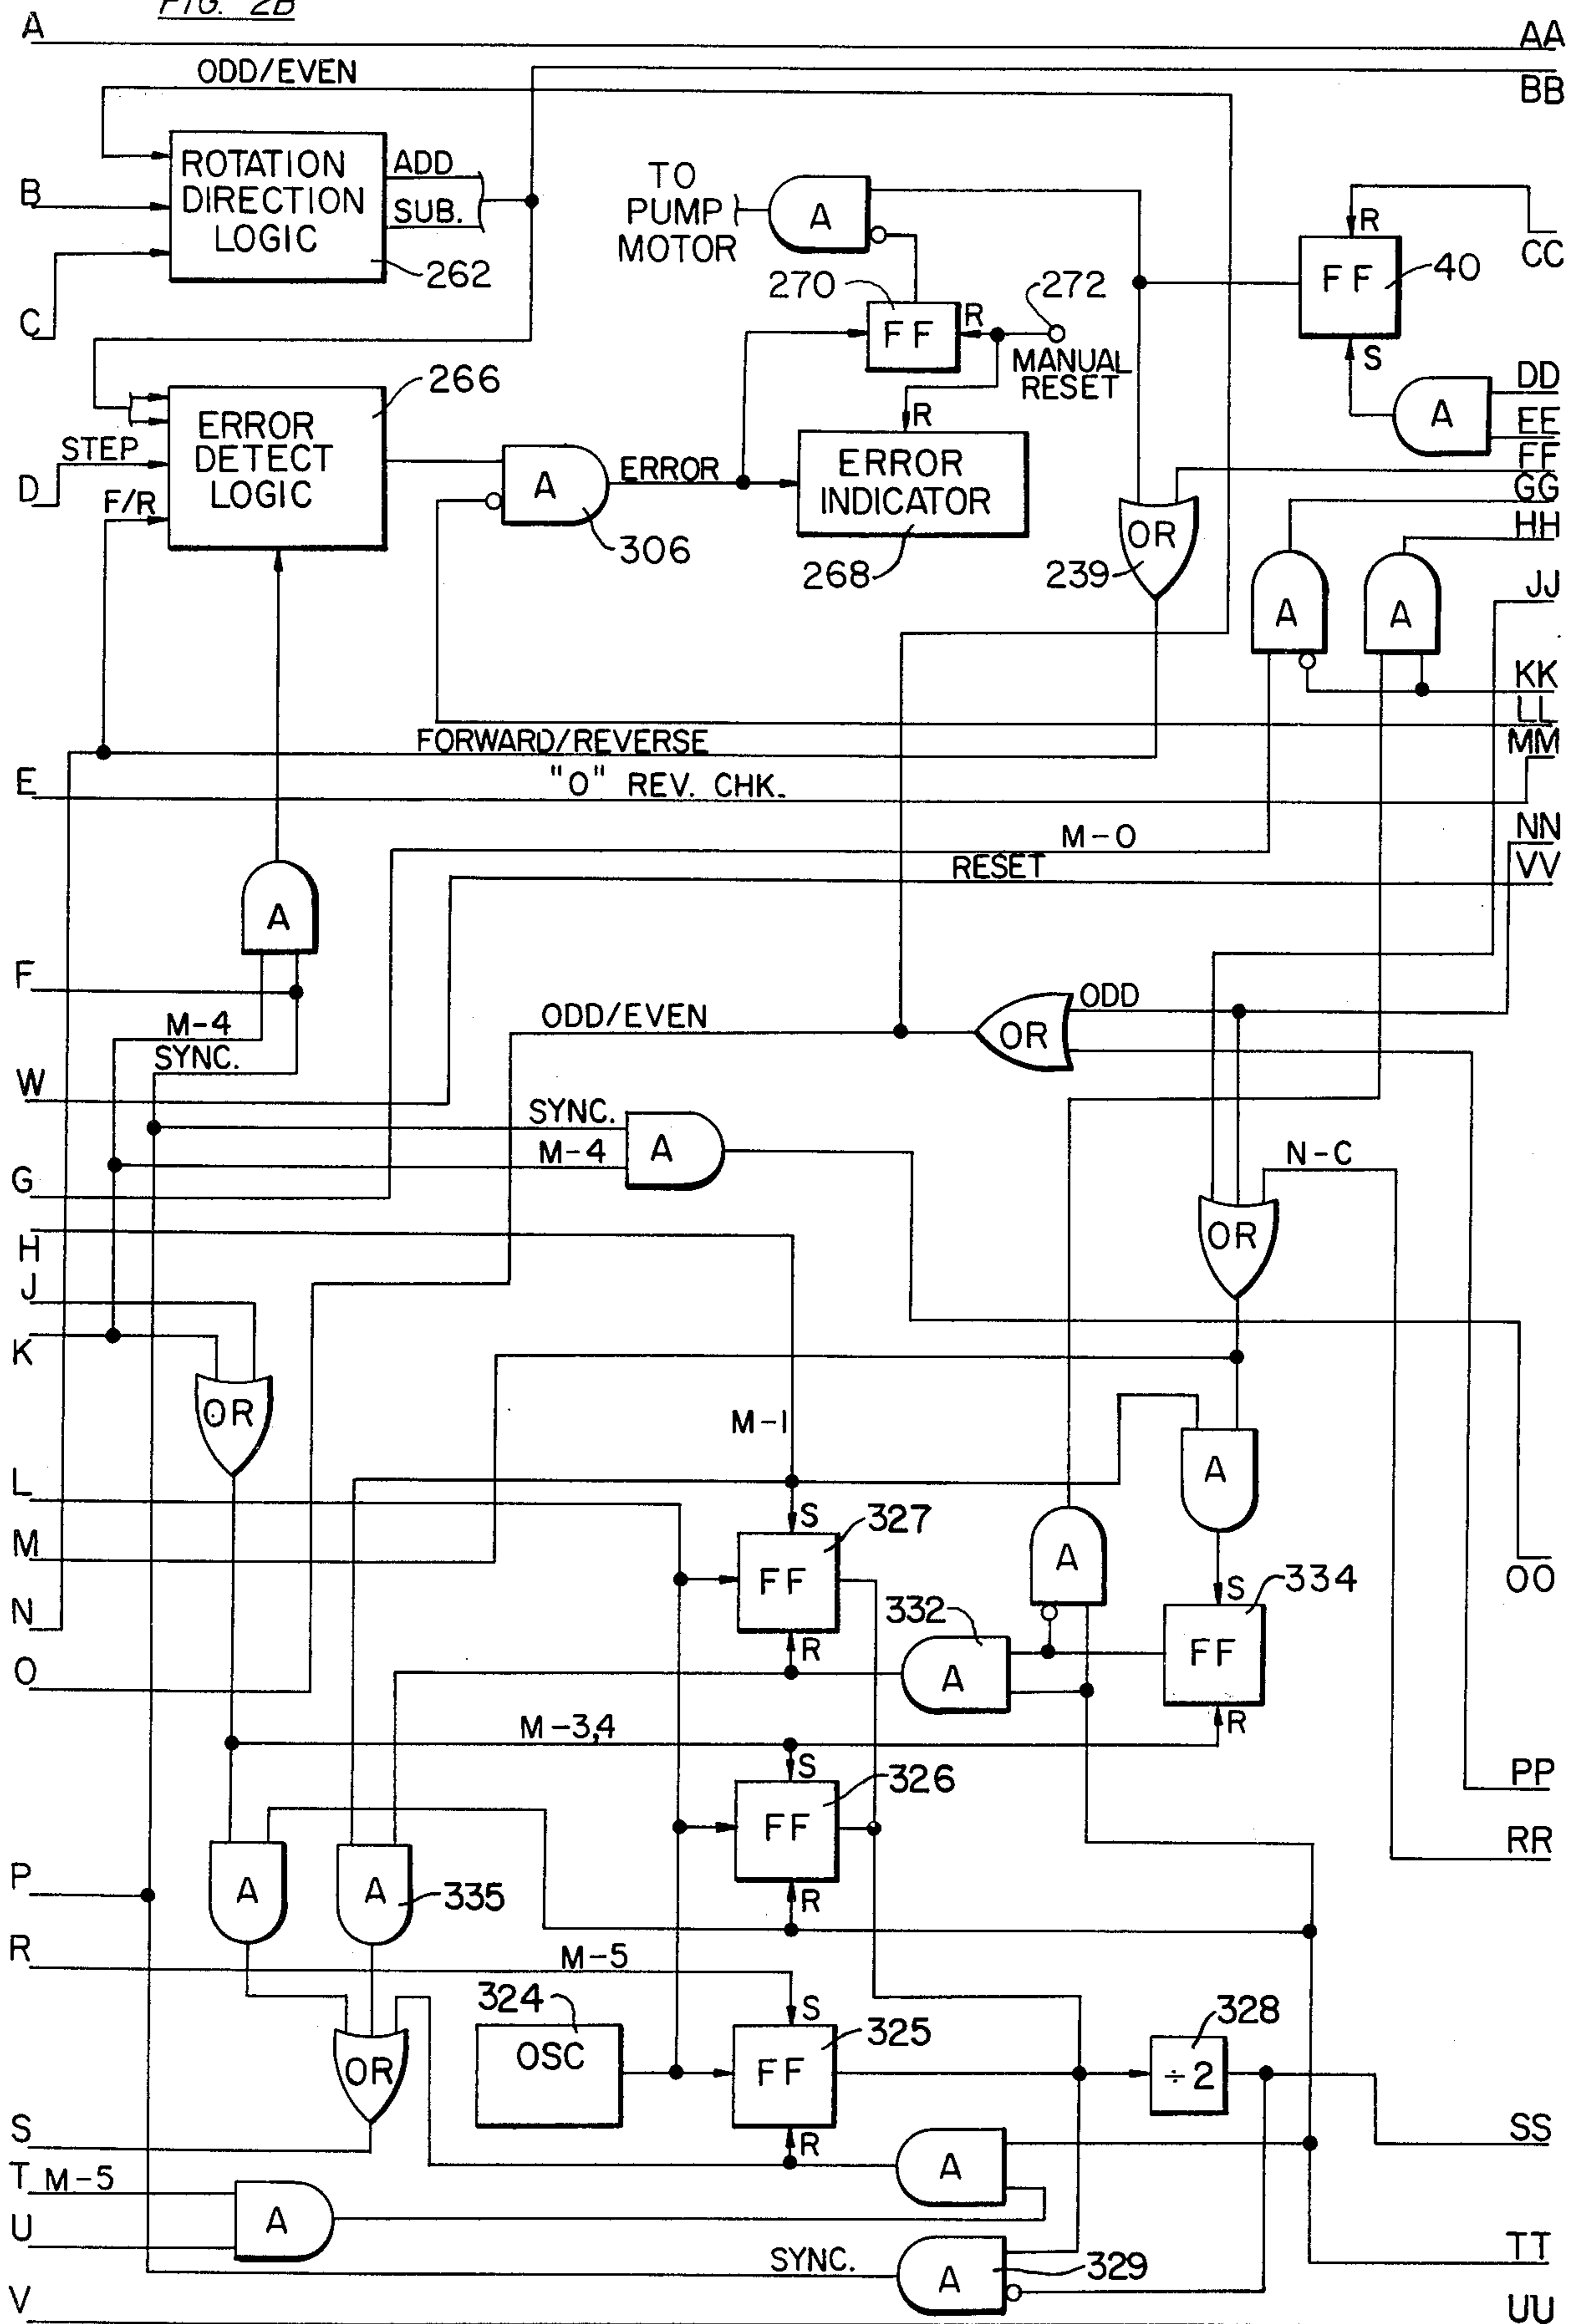 FIG. 2B
A
AA
ODD/EVEN
BB
ROTATION
DIRECTION
LOGIC
ADD
SUB.
262
B
C
TO
PUMP
MOTOR
A
270
FF
R
272
MANUAL
RESET
R
FF
40
S
CC
A
DD
EE
FF
GG
HH
JJ
KK
LL
MM
266
ERROR
DETECT
LOGIC
STEP
D
F/R
A
306
ERROR
R
ERROR
INDICATOR
268
OR
239
A
A
FORWARD/REVERSE
E
"0" REV. CHK.
M-0
NN
RESET
VV
A
F
M-4
SYNC.
ODD/EVEN
OR
ODD
W
SYNC.
M-4
A
G
N-C
OR
H
J
K
OR
M-1
A
L
S
327
FF
R
M
A
S
334
FF
R
OO
N
332
A
O
M-3,4
S
326
FF
R
PP
RR
A
A
335
P
R
M-5
324
OSC
S
325
FF
R
328
÷2
OR
S
SS
T
M-5
A
A
U
SYNC.
A
329
TT
V
UU